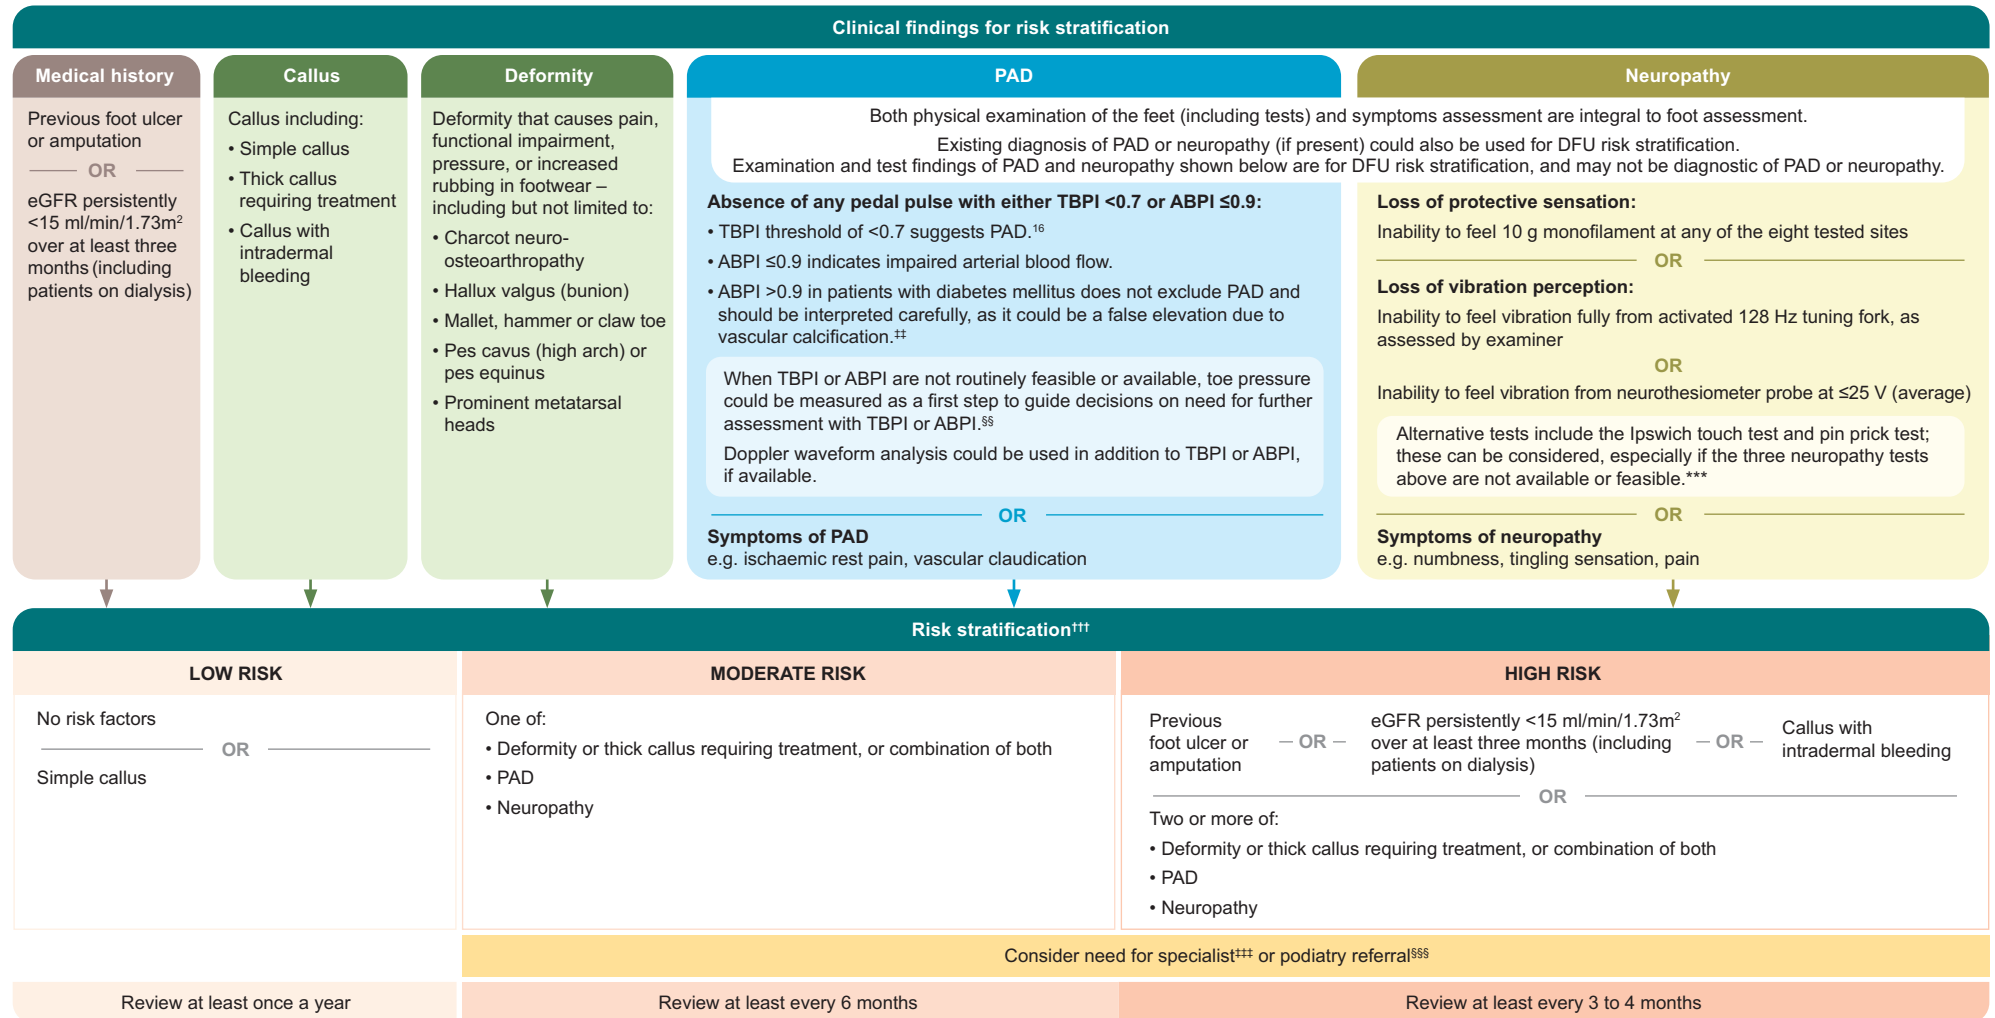 Clinical findings for risk stratification
Medical history
Previous foot ulcer
or amputation
OR
eGFR persistently
<15 ml/min/1.73m²
over at least three
months (including
patients on dialysis)
Callus
Callus including:
• Simple callus
• Thick callus
requiring treatment
• Callus with
intradermal
bleeding
Deformity
Deformity that causes pain,
functional impairment,
pressure, or increased
rubbing in footwear –
including but not limited to:
• Charcot neuro-
osteoarthropathy
• Hallux valgus (bunion)
• Mallet, hammer or claw toe
• Pes cavus (high arch) or
pes equinus
• Prominent metatarsal
heads
PAD
Neuropathy
Both physical examination of the feet (including tests) and symptoms assessment are integral to foot assessment.
Existing diagnosis of PAD or neuropathy (if present) could also be used for DFU risk stratification.
Examination and test findings of PAD and neuropathy shown below are for DFU risk stratification, and may not be diagnostic of PAD or neuropathy.
Absence of any pedal pulse with either TBPI <0.7 or ABPI ≤0.9:
• TBPI threshold of <0.7 suggests PAD.¹⁶
• ABPI ≤0.9 indicates impaired arterial blood flow.
• ABPI >0.9 in patients with diabetes mellitus does not exclude PAD and
should be interpreted carefully, as it could be a false elevation due to
vascular calcification.‡‡
When TBPI or ABPI are not routinely feasible or available, toe pressure
could be measured as a first step to guide decisions on need for further
assessment with TBPI or ABPI.§§
Doppler waveform analysis could be used in addition to TBPI or ABPI,
if available.
OR
Symptoms of PAD
e.g. ischaemic rest pain, vascular claudication
Loss of protective sensation:
Inability to feel 10 g monofilament at any of the eight tested sites
OR
Loss of vibration perception:
Inability to feel vibration fully from activated 128 Hz tuning fork, as
assessed by examiner
OR
Inability to feel vibration from neurothesiometer probe at ≤25 V (average)
Alternative tests include the Ipswich touch test and pin prick test;
these can be considered, especially if the three neuropathy tests
above are not available or feasible.***
OR
Symptoms of neuropathy
e.g. numbness, tingling sensation, pain
Risk stratification†††
LOW RISK
No risk factors
OR
Simple callus
MODERATE RISK
One of:
• Deformity or thick callus requiring treatment, or combination of both
• PAD
• Neuropathy
HIGH RISK
Previous
foot ulcer or
amputation
OR
eGFR persistently <15 ml/min/1.73m²
over at least three months (including
patients on dialysis)
OR
Callus with
intradermal bleeding
OR
Two or more of:
• Deformity or thick callus requiring treatment, or combination of both
• PAD
• Neuropathy
Consider need for specialist‡‡‡ or podiatry referral§§§
Review at least once a year
Review at least every 6 months
Review at least every 3 to 4 months